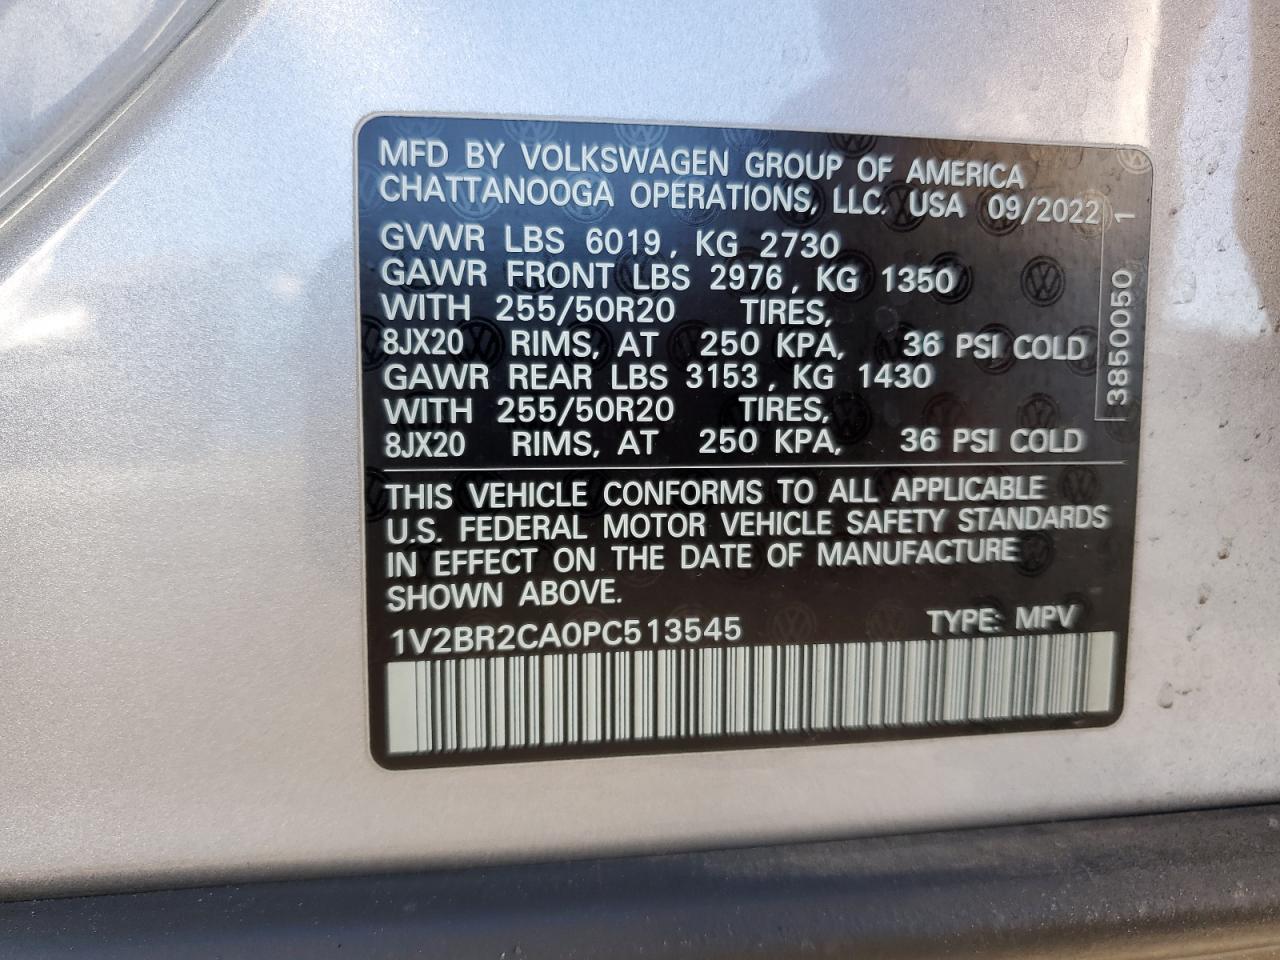 MFD BY VOLKSWAGEN GROUP OF AMERICA
CHATTANOOGA OPERATIONS, LLC. USA 09/2022
GVWR LBS 6019, KG 2730
GAWR FRONT LBS 2976, KG 1350
WITH 255/50R20 TIRES,
8JX20 RIMS, AT 250 KPA, 36 PSI COLD
GAWR REAR LBS 3153, KG 1430
WITH 255/50R20 TIRES,
8JX20 RIMS, AT 250 KPA, 36 PSI COLD
3850050 1
THIS VEHICLE CONFORMS TO ALL APPLICABLE
U.S. FEDERAL MOTOR VEHICLE SAFETY STANDARDS
IN EFFECT ON THE DATE OF MANUFACTURE
SHOWN ABOVE.
1V2BR2CA0PC513545 TYPE: MPV